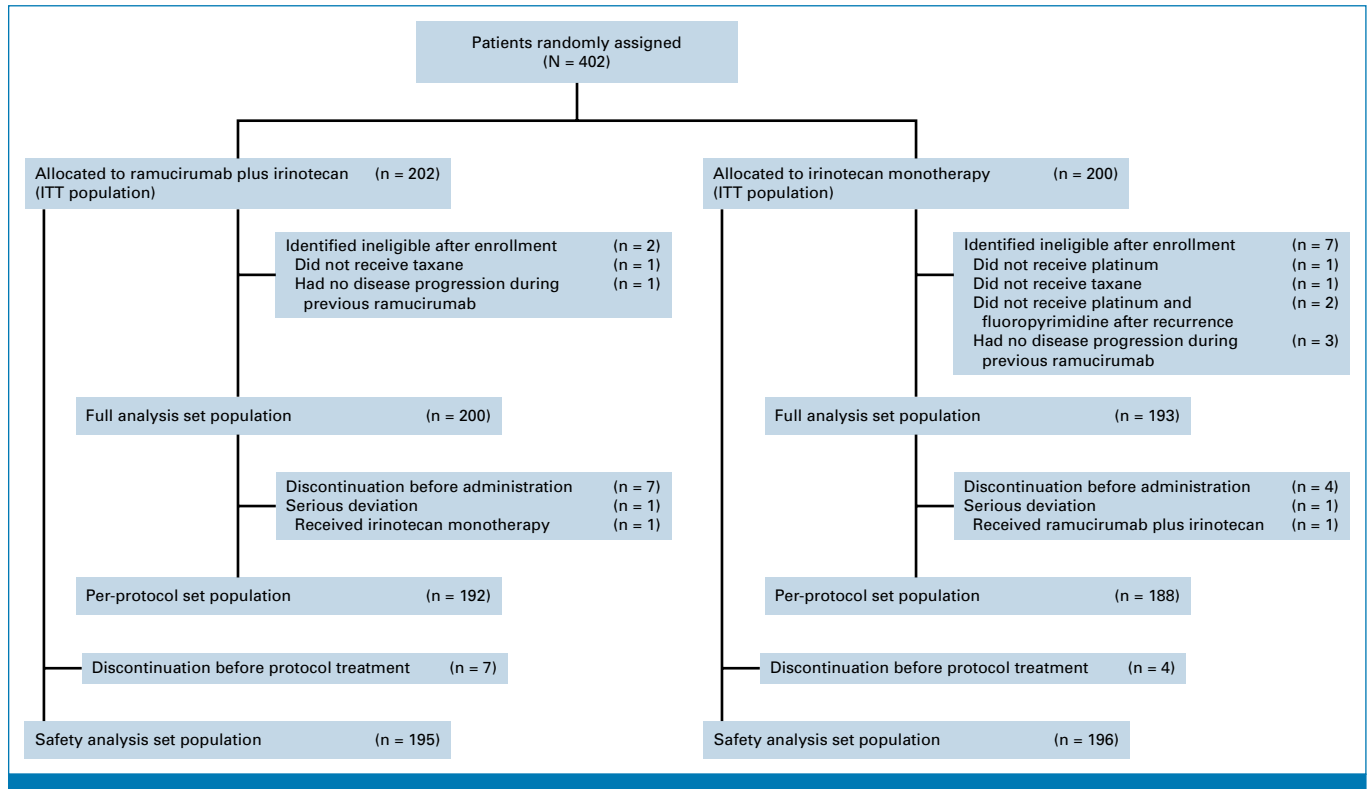 Patients randomly assigned
(N = 402)
Allocated to ramucirumab plus irinotecan (n = 202)
(ITT population)
Identified ineligible after enrollment (n = 2)
Did not receive taxane (n = 1)
Had no disease progression during (n = 1)
previous ramucirumab
Full analysis set population (n = 200)
Discontinuation before administration (n = 7)
Serious deviation (n = 1)
Received irinotecan monotherapy (n = 1)
Per-protocol set population (n = 192)
Discontinuation before protocol treatment (n = 7)
Safety analysis set population (n = 195)
Allocated to irinotecan monotherapy (n = 200)
(ITT population)
Identified ineligible after enrollment (n = 7)
Did not receive platinum (n = 1)
Did not receive taxane (n = 1)
Did not receive platinum and (n = 2)
fluoropyrimidine after recurrence
Had no disease progression during (n = 3)
previous ramucirumab
Full analysis set population (n = 193)
Discontinuation before administration (n = 4)
Serious deviation (n = 1)
Received ramucirumab plus irinotecan (n = 1)
Per-protocol set population (n = 188)
Discontinuation before protocol treatment (n = 4)
Safety analysis set population (n = 196)